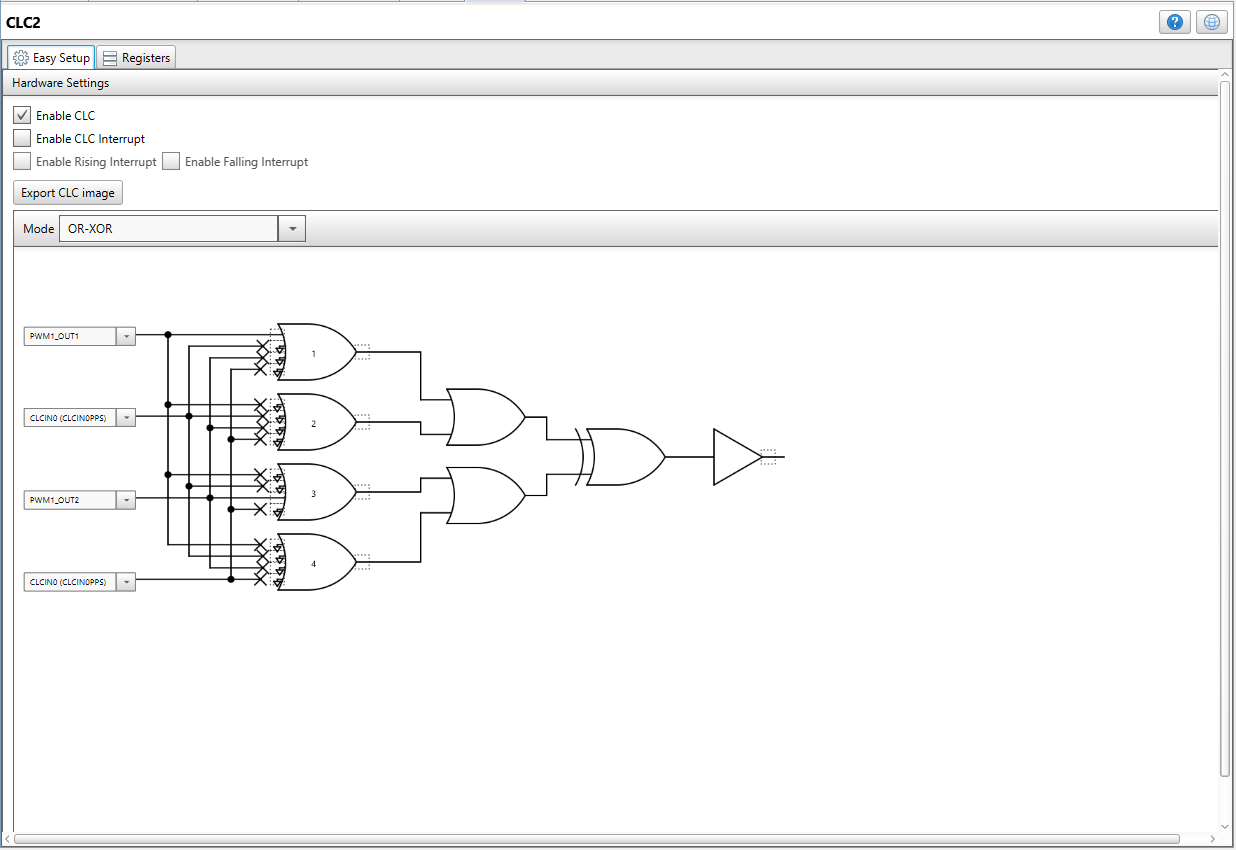 CLC2
Easy Setup Registers
Hardware Settings
Enable CLC
Enable CLC Interrupt
Enable Rising Interrupt Enable Falling Interrupt
Export CLC image
Mode OR-XOR
PWM1_OUT1
1
CLCIN0 (CLCIN0PPS)
2
PWM1_OUT2
3
4
CLCIN0 (CLCIN0PPS)